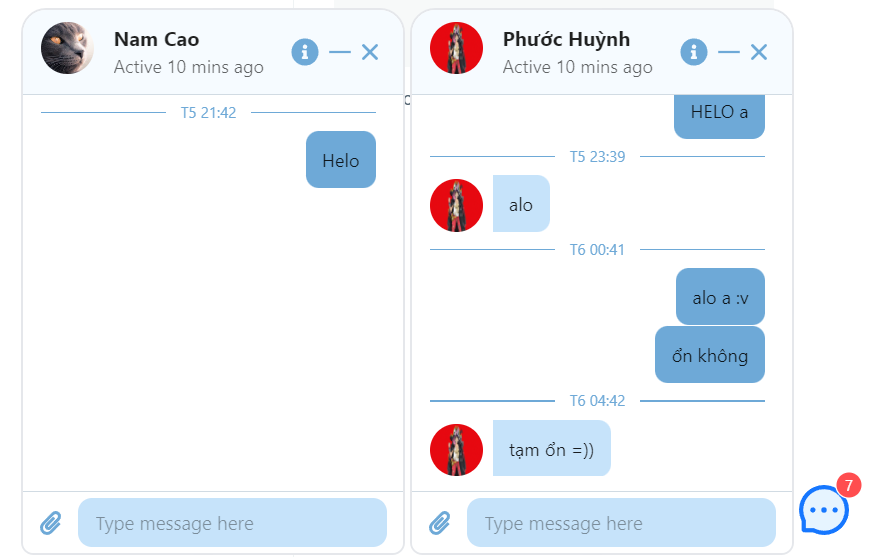 Nam Cao
Active 10 mins ago
T5 21:42
Helo
Type message here
Phước Huỳnh
Active 10 mins ago
HELO a
T5 23:39
alo
T6 00:41
alo a :v
ổn không
T6 04:42
tạm ổn =))
Type message here
7